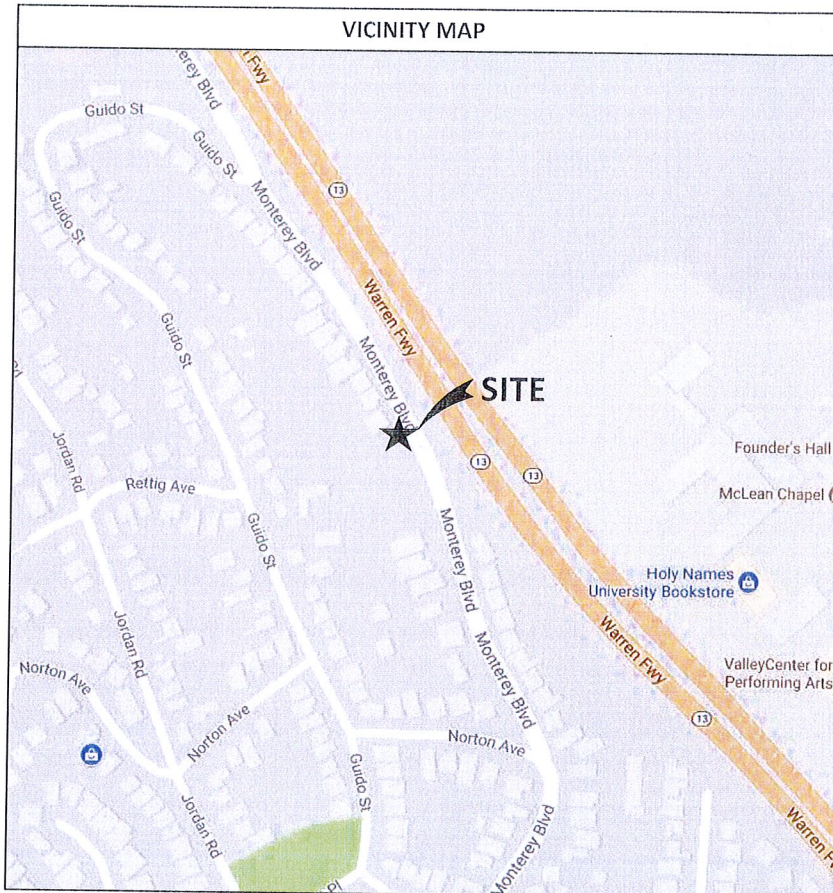 VICINITY MAP
Fwy
Monterey Blvd
Guido St
Guido St
13
Guido St
Monterey Blvd
Guido St
Warren Fwy
Monterey Blvd
SITE
Jordan Rd
Founder's Hall
13
13
Rettig Ave
McLean Chapel
Guido St
Monterey Blvd
Holy Names
University Bookstore
Jordan Rd
Warren Fwy
Monterey Blvd
ValleyCenter for
Performing Arts
Norton Ave
13
Norton Ave
Norton Ave
Guido St
Jordan Rd
Monterey Blvd
Warren